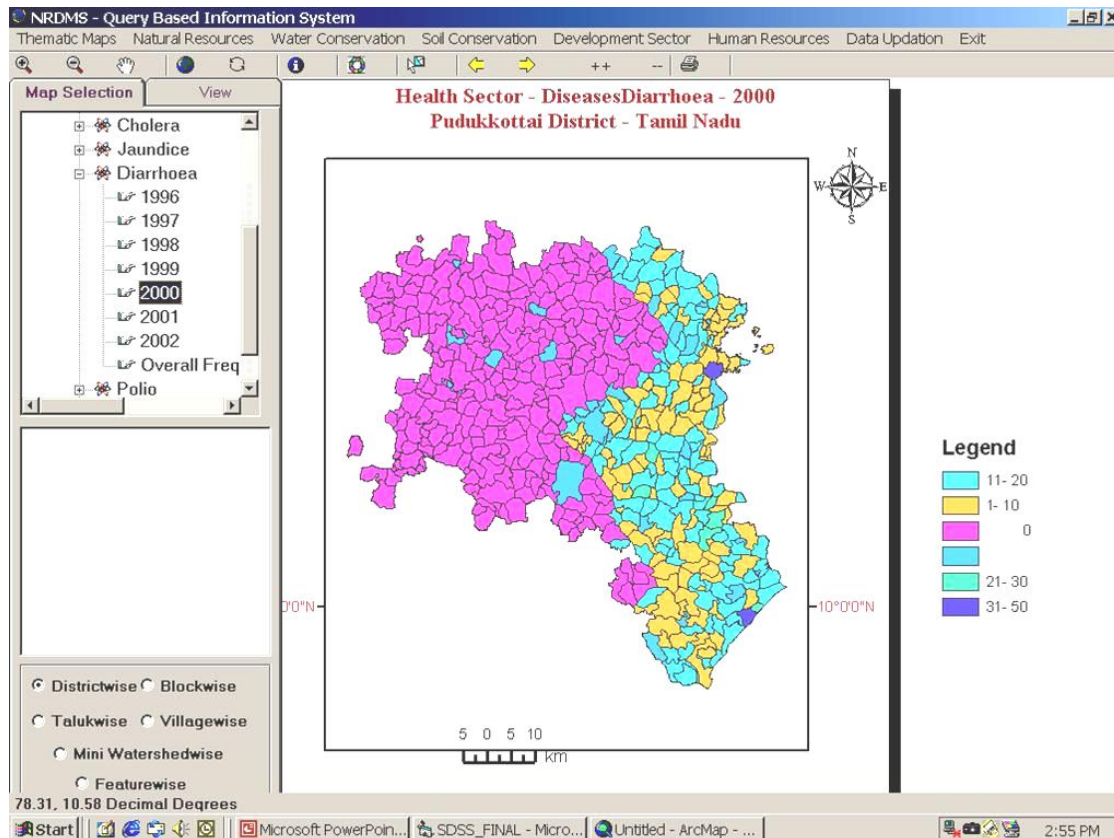 NRDMS - Query Based Information System
Thematic Maps Natural Resources Water Conservation Soil Conservation Development Sector Human Resources Data Updation Exit
++ --
Map Selection View
Cholera
Jaundice
Diarrhoea
1996
1997
1998
1999
2000
2001
2002
Overall Freq
Polio
Districtwise Blockwise
Talukwise Villagewise
Mini Watershedwise
Featurewise
Health Sector - DiseasesDiarrhoea - 2000
Pudukkottai District - Tamil Nadu
N
W E
S
0'0"N 10°0'0"N
5 0 5 10
km
Legend
11- 20
1- 10
0
21- 30
31- 50
78.31, 10.58 Decimal Degrees
Start Microsoft PowerPoin... SDSS_FINAL - Micro... Untitled - ArcMap - ... 2:55 PM